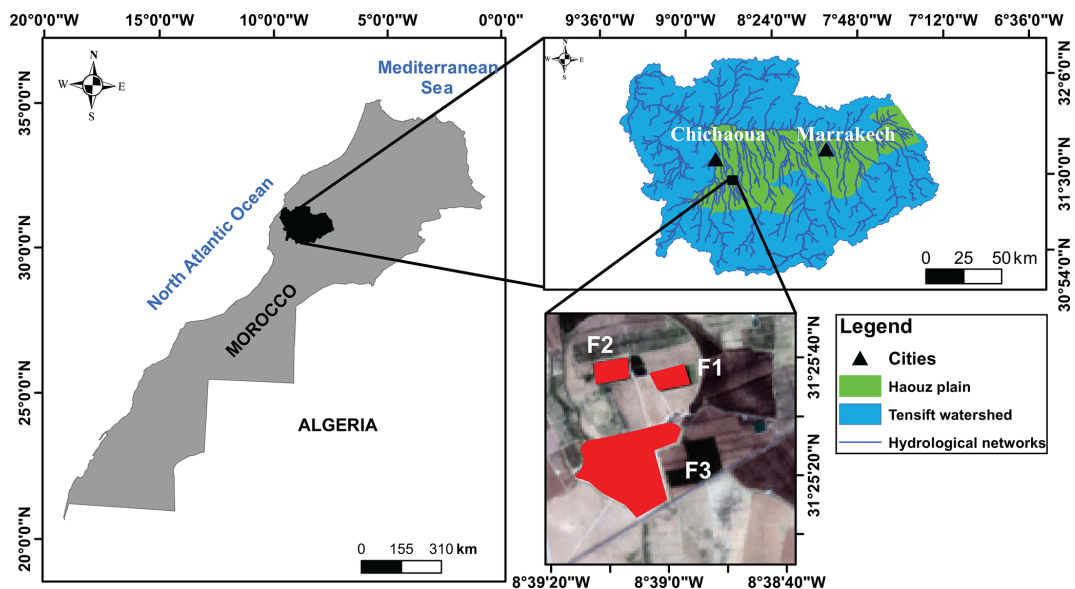 20°0'0"W
15°0'0"W
10°0'0"W
5°0'0"W
0°0'0"
35°0'0"N
30°0'0"N
25°0'0"N
20°0'0"N
N
W
E
S
Mediterranean
Sea
North Atlantic Ocean
MOROCCO
ALGERIA
0 155 310 km
9°36'0"W
9°0'0"W
8°24'0"W
7°48'0"W
7°12'0"W
6°36'0"W
N
W
E
S
Chichaoua
Marrakech
0 25 50 km
32°6'0"N
31°30'0"N
30°54'0"N
F2
F1
F3
31°25'40"N
31°25'20"N
8°39'20"W
8°39'0"W
8°38'40"W
Legend
Cities
Haouz plain
Tensift watershed
Hydrological networks